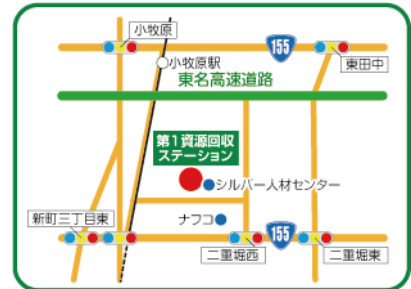 小牧原
155
東田中
小牧原駅
東名高速道路
第1資源回収
ステーション
シルバー人材センター
新町三丁目東
ナフコ
155
二重堀西
二重堀東